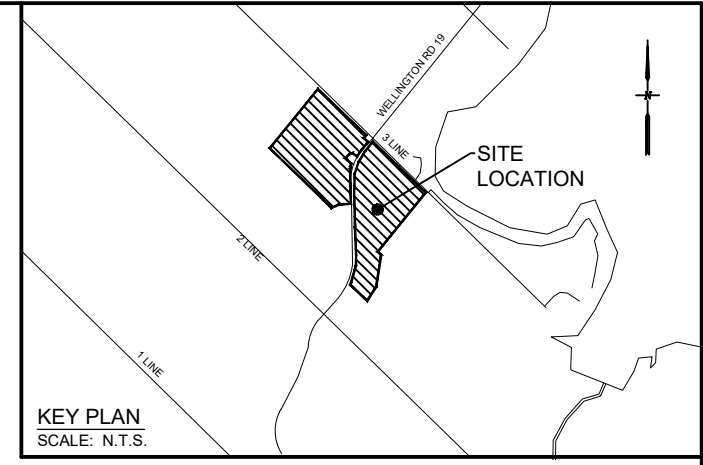 WELLINGTON RD 19
3 LINE
N
SITE
LOCATION
2 LINE
1 LINE
KEY PLAN
SCALE: N.T.S.